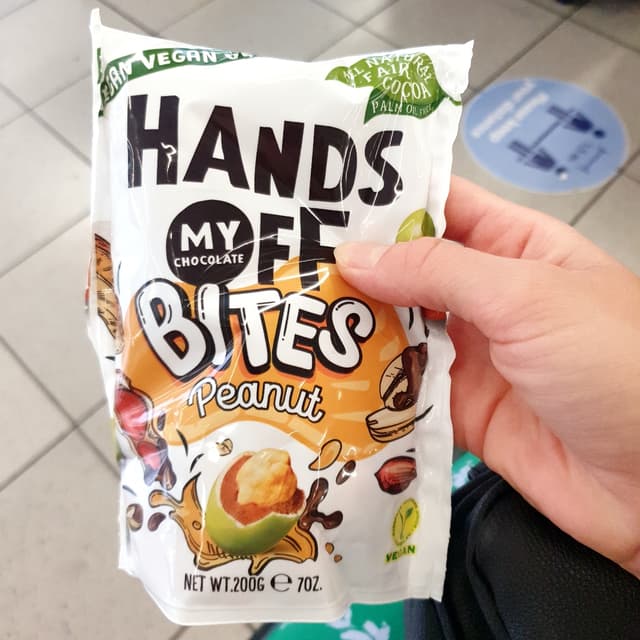 VEGAN
ALL NATURAL
FAIR
COCOA
PALM OIL FREE
HANDS
OFF
MY
CHOCOLATE
BITES
Peanut
VEGAN
NET WT.200G ℮ 7OZ.